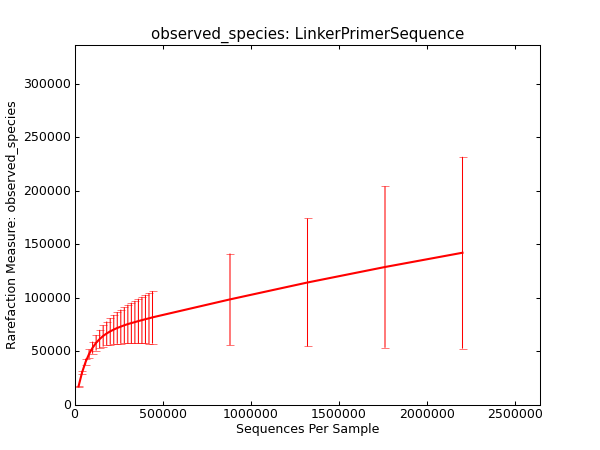 observed_species: LinkerPrimerSequence
Rarefaction Measure: observed_species
300000
250000
200000
150000
100000
50000
0
0 500000 1000000 1500000 2000000 2500000
Sequences Per Sample